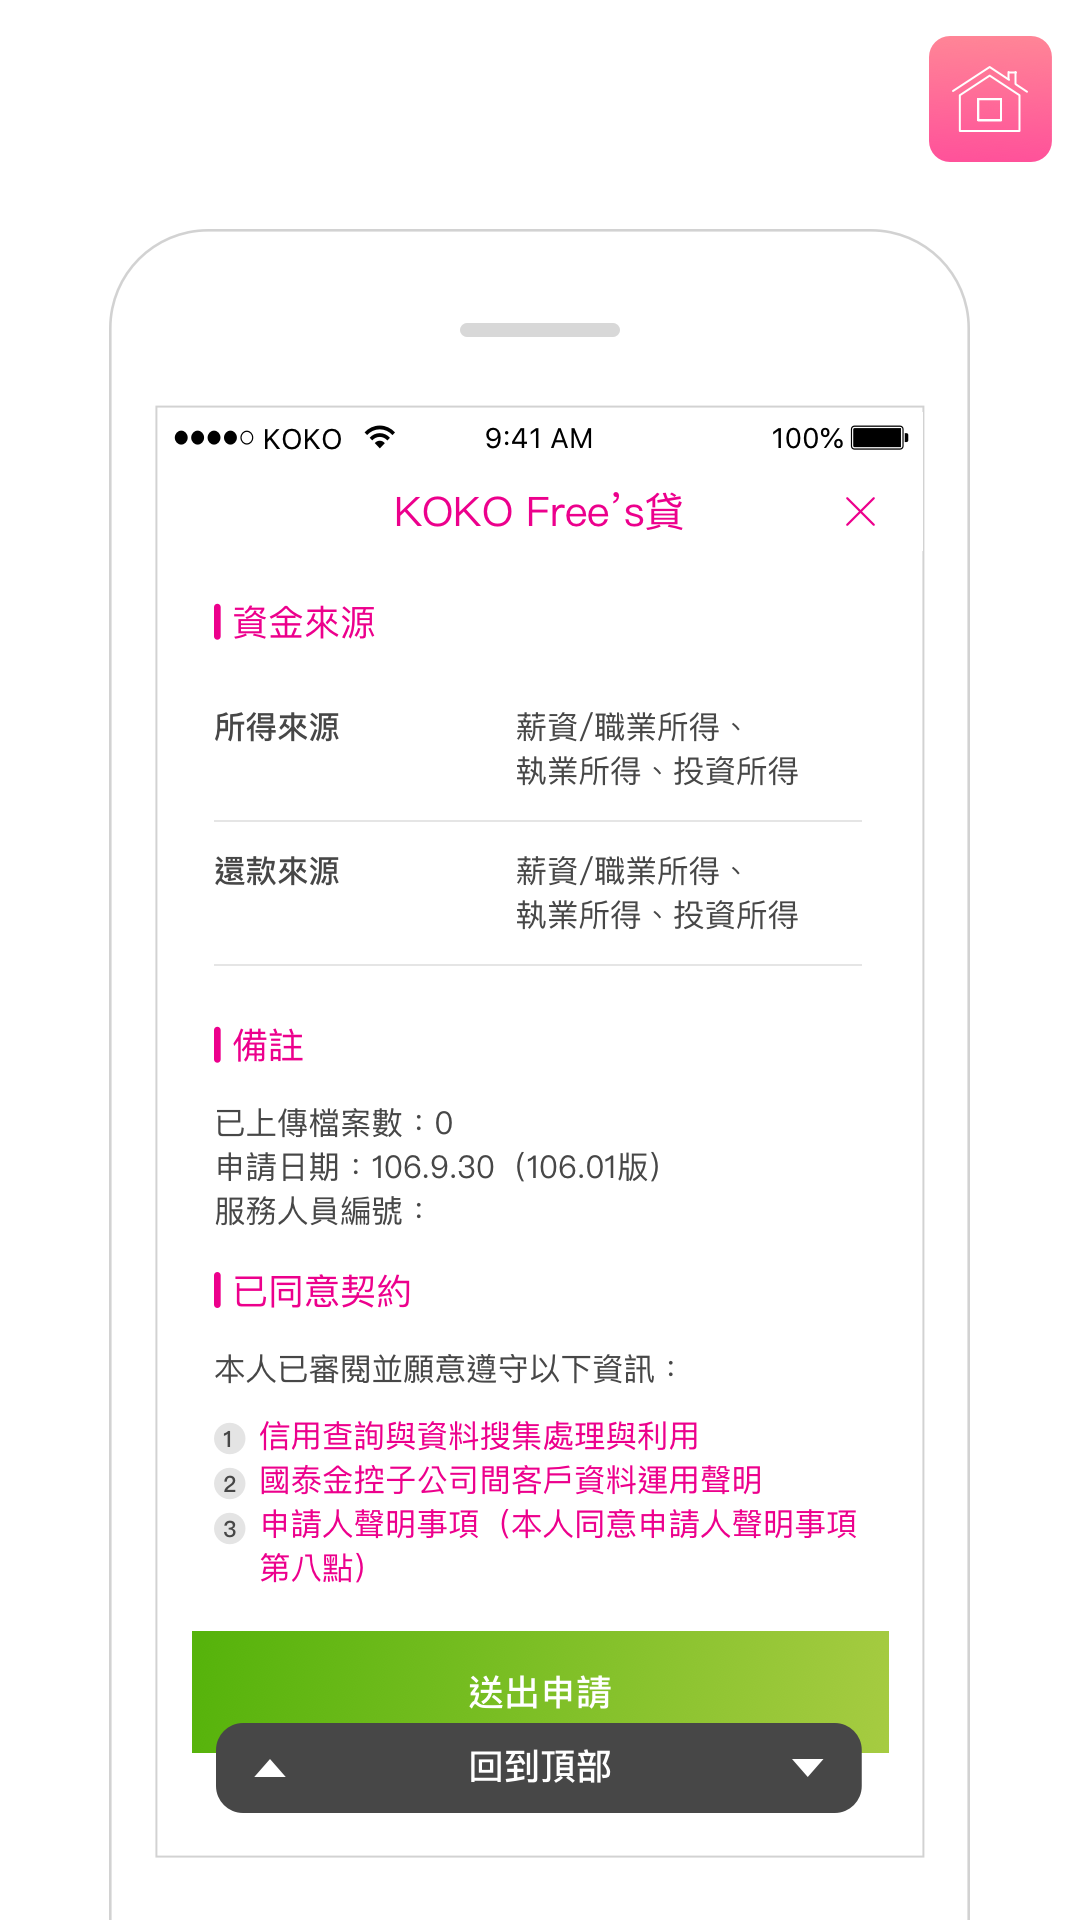 KOKO 9:41 AM 100%
KOKO Free’s貸
資金來源
所得來源 薪資/職業所得、
執業所得、投資所得
還款來源 薪資/職業所得、
執業所得、投資所得
備註
已上傳檔案數：0
申請日期：106.9.30（106.01版）
服務人員編號：
已同意契約
本人已審閱並願意遵守以下資訊：
1 信用查詢與資料搜集處理與利用
2 國泰金控子公司間客戶資料運用聲明
3 申請人聲明事項（本人同意申請人聲明事項
第八點）
送出申請
回到頂部